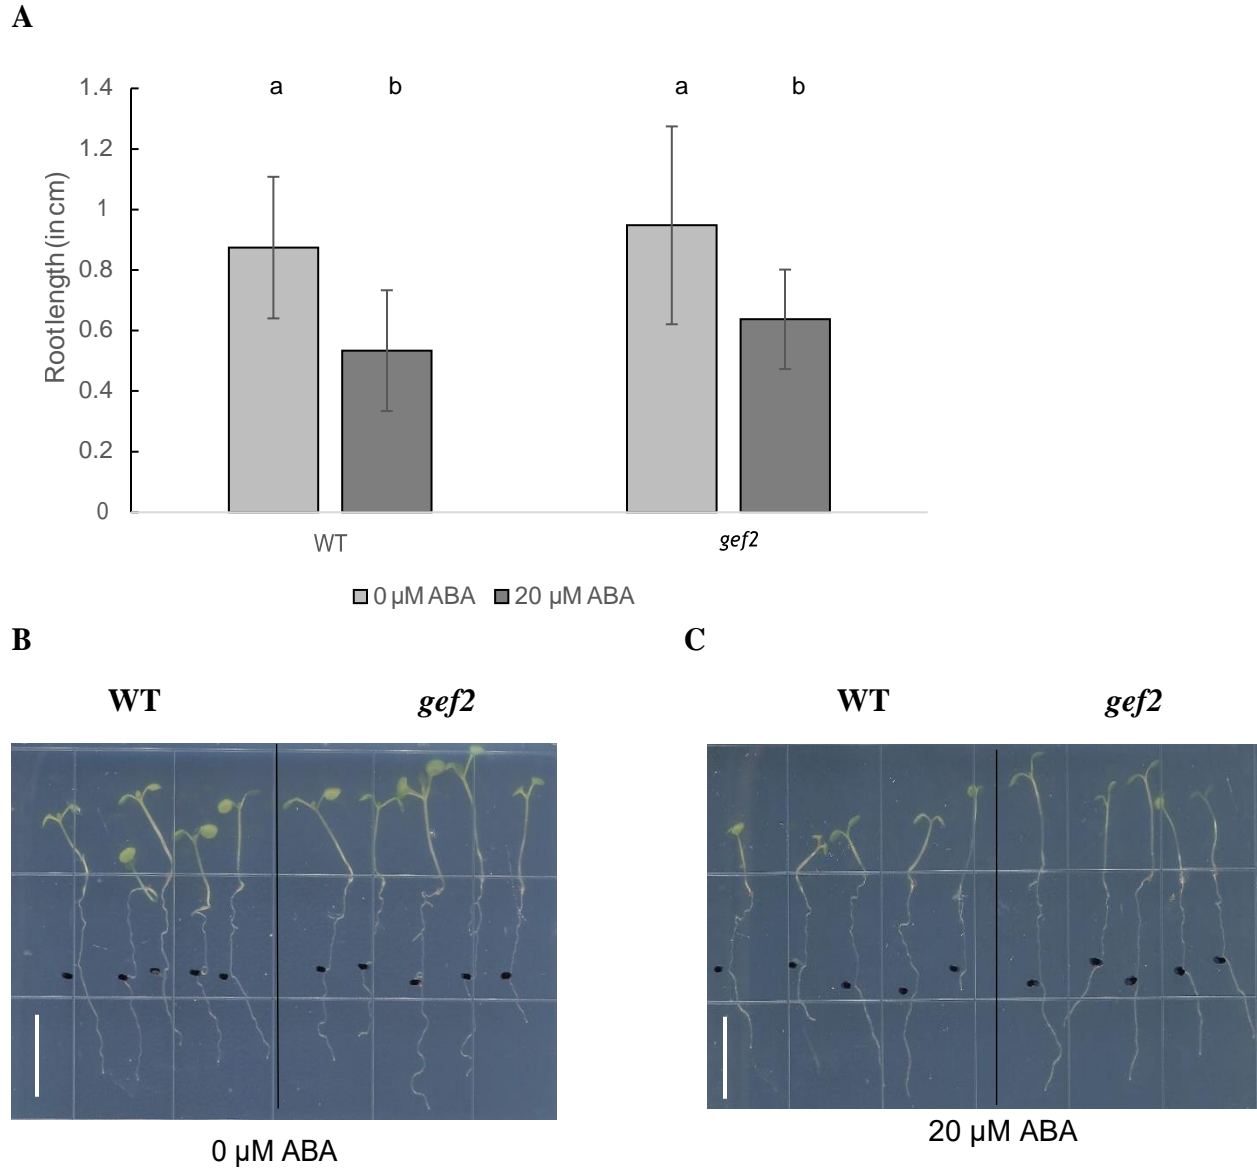 A
a b a b
1.4
1.2
1
0.8
0.6
0.4
0.2
0
Rootlength (in cm)
WT gef2
0 µM ABA 20 µM ABA
B C
WT gef2 WT gef2
0 µM ABA 20 µM ABA